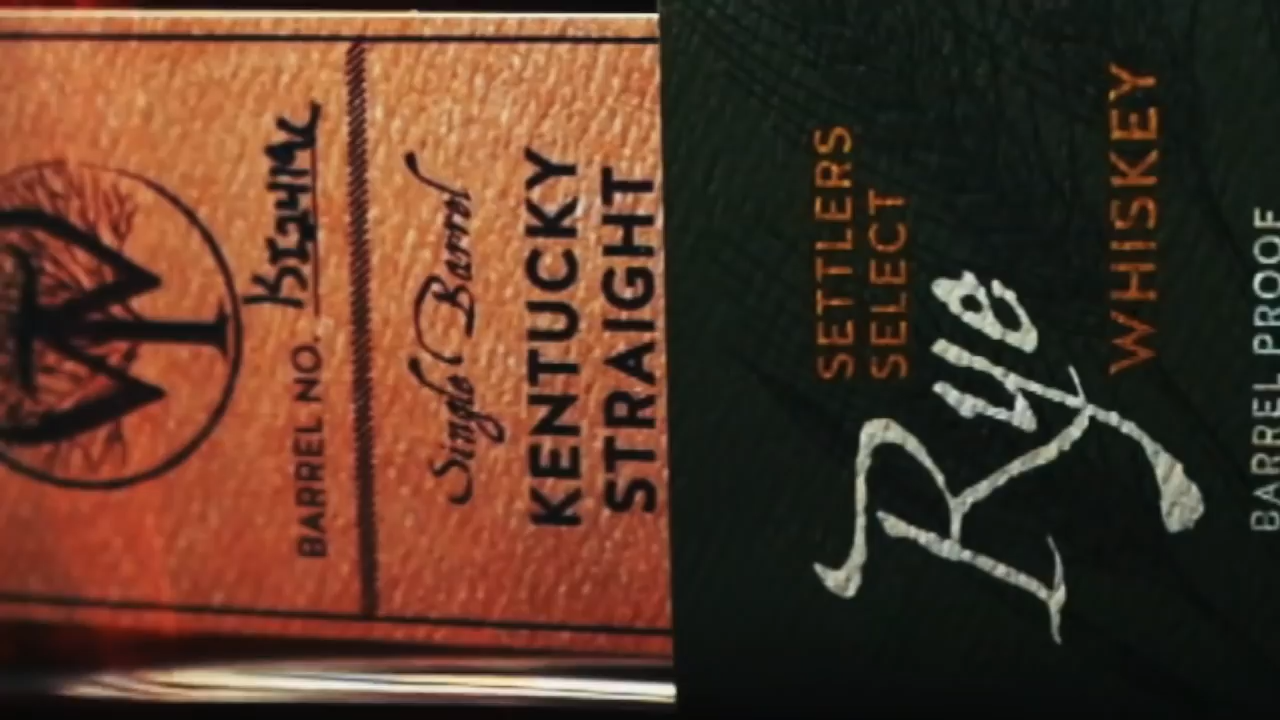 BARREL NO.
Single Barrel
KENTUCKY
STRAIGHT
SETTLERS
SELECT
Rye
WHISKEY
BARREL PROOF